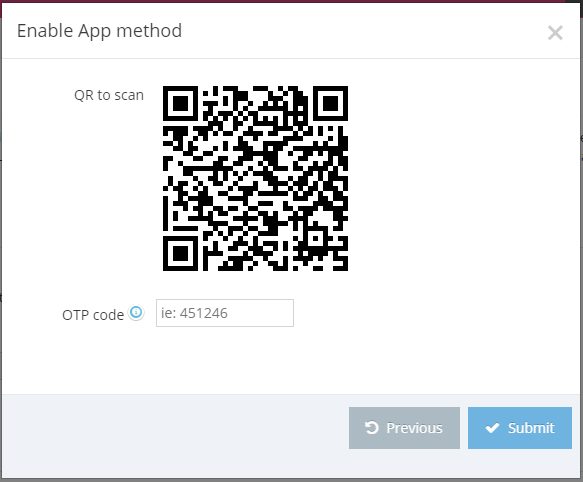 Enable App method
QR to scan
OTP code
ie: 451246
Previous
Submit